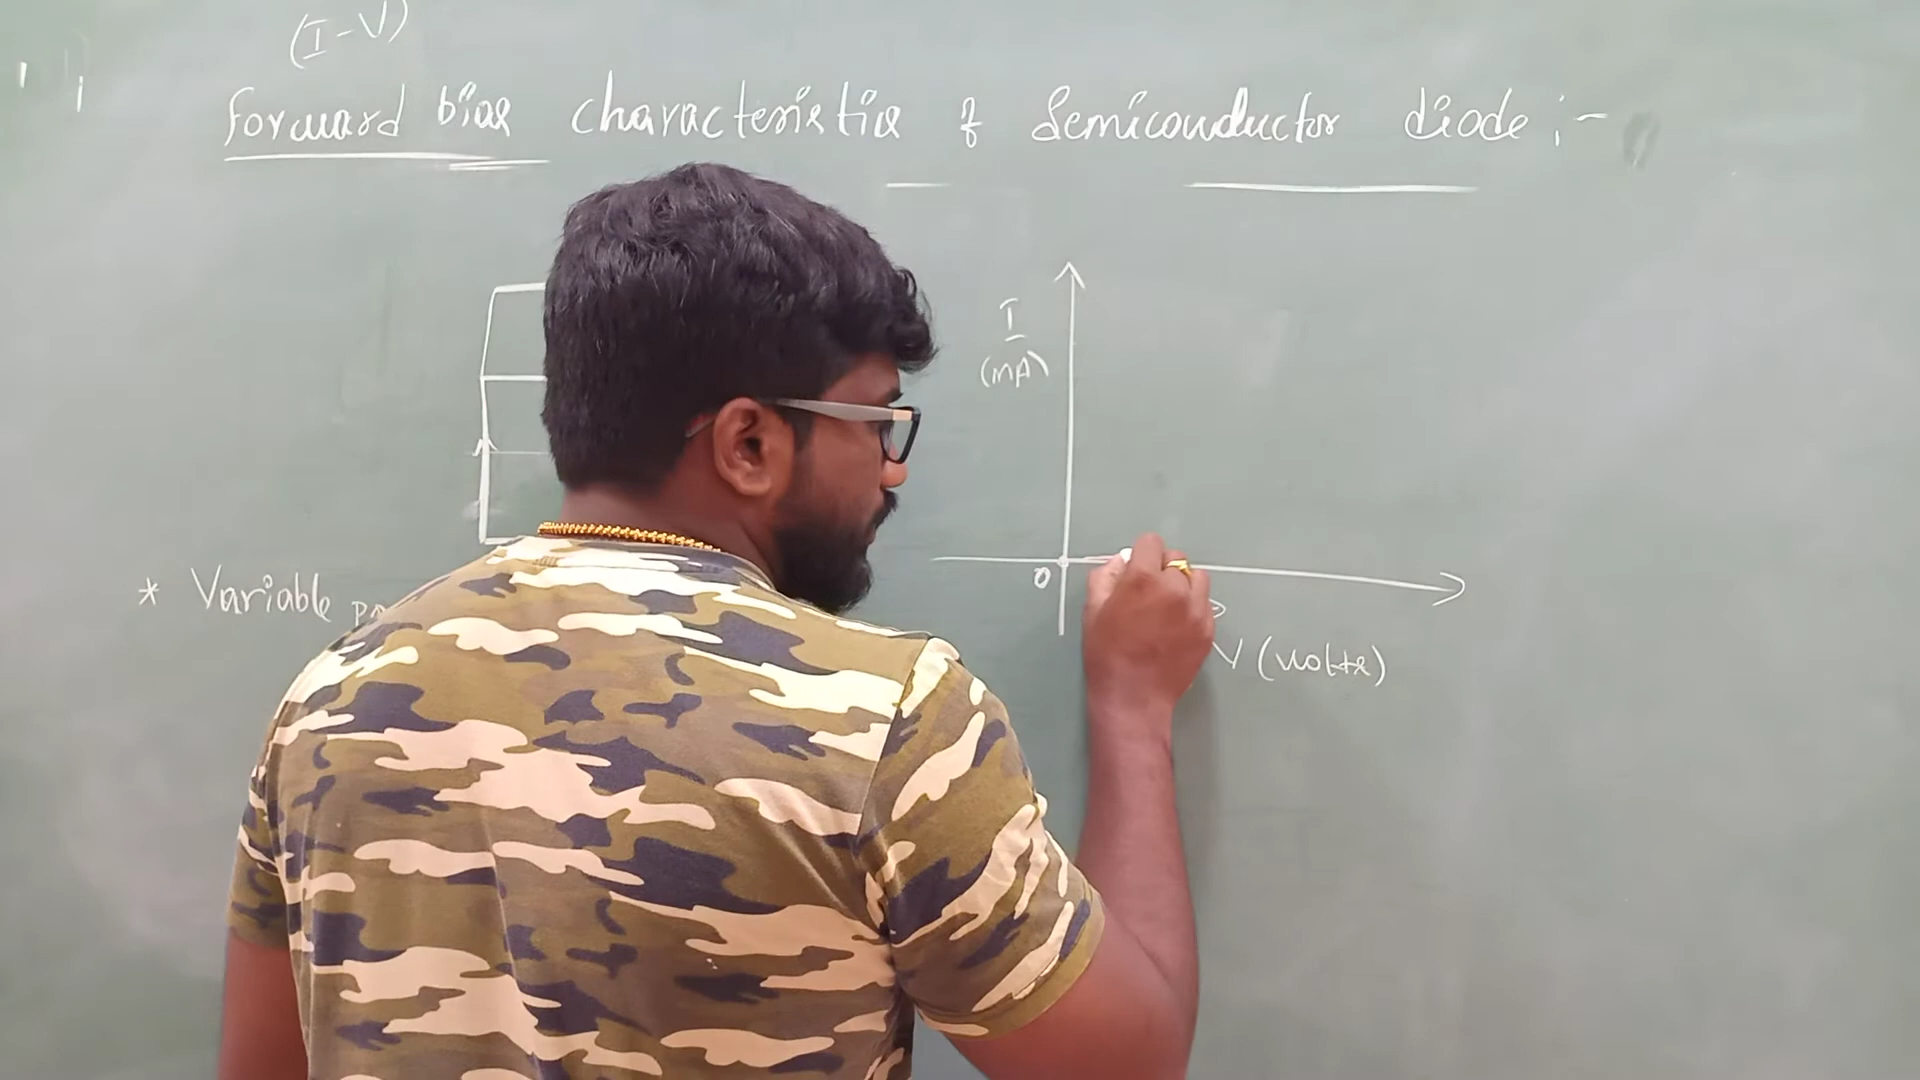 (I-V)
Forward bias characteristics of Semiconductor diode :-
I
(mA)
0
V (volts)
* Variable